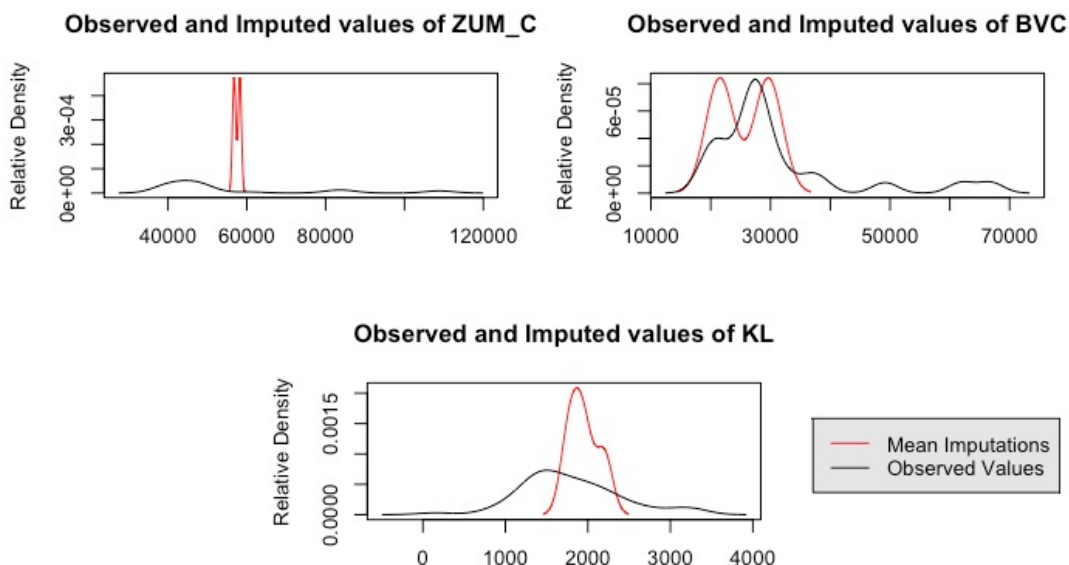 Observed and Imputed values of ZUM_C
Relative Density
0e+00 3e-04
40000 60000 80000 120000
Observed and Imputed values of BVC
Relative Density
0e+00 6e-05
10000 30000 50000 70000
Observed and Imputed values of KL
Relative Density
0.0000 0.0015
0 1000 2000 3000 4000
Mean Imputations
Observed Values